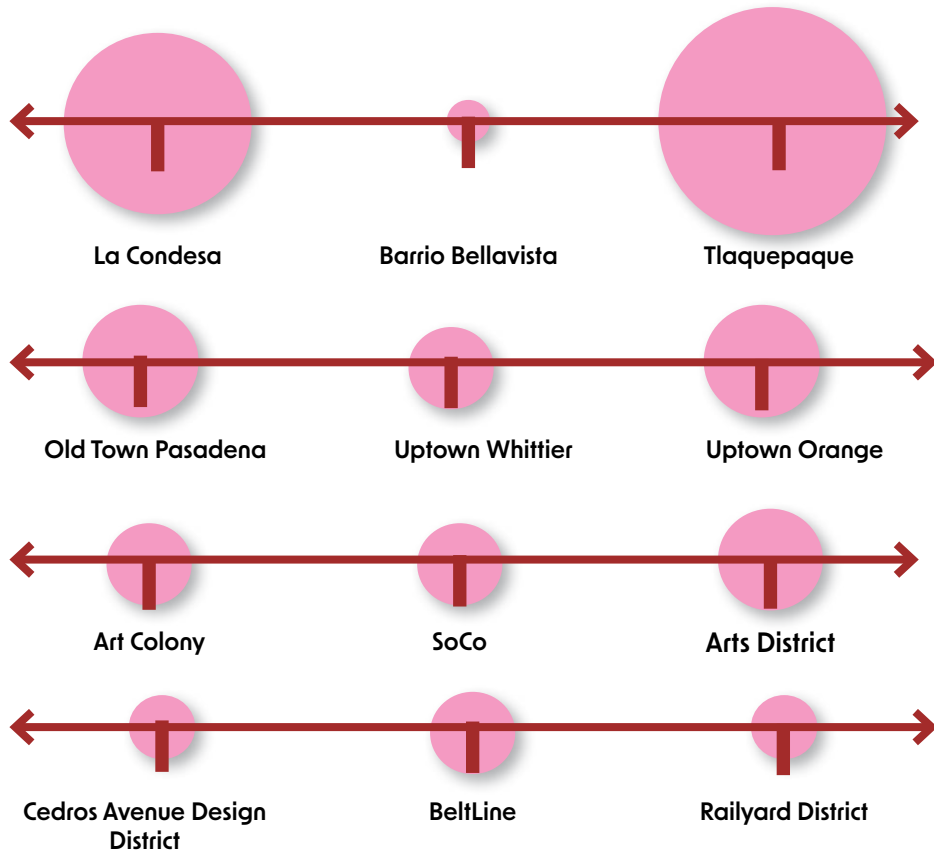 La Condesa
Barrio Bellavista
Tlaquepaque
Old Town Pasadena
Uptown Whittier
Uptown Orange
Art Colony
SoCo
Arts District
Cedros Avenue Design
District
BeltLine
Railyard District